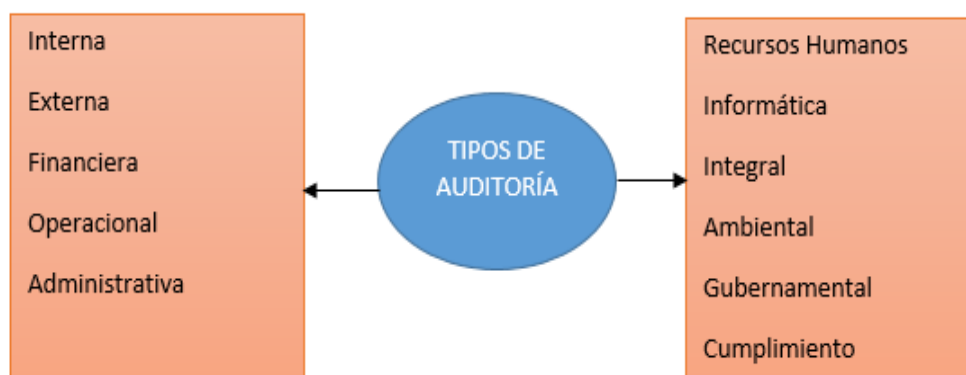 Interna
Externa
Financiera
Operacional
Administrativa
TIPOS DE
AUDITORÍA
Recursos Humanos
Informática
Integral
Ambiental
Gubernamental
Cumplimiento